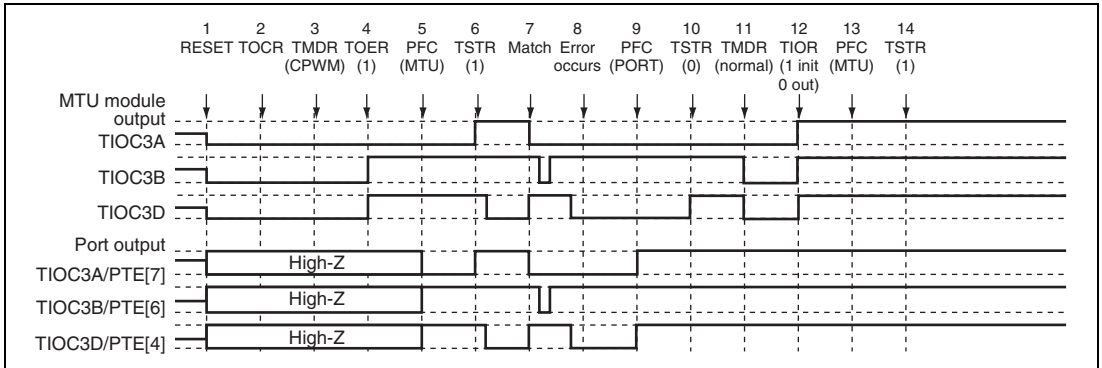 1 2 3 4 5 6 7 8 9 10 11 12 13 14
RESET TOCR TMDR TOER PFC TSTR Match Error PFC TSTR TMDR TIOR PFC TSTR
(CPWM) (1) (MTU) (1) occurs (PORT) (0) (normal) (1 init (MTU) (1)
0 out)
MTU module
output
TIOC3A
TIOC3B
TIOC3D
Port output
TIOC3A/PTE[7] High-Z
TIOC3B/PTE[6] High-Z
TIOC3D/PTE[4] High-Z